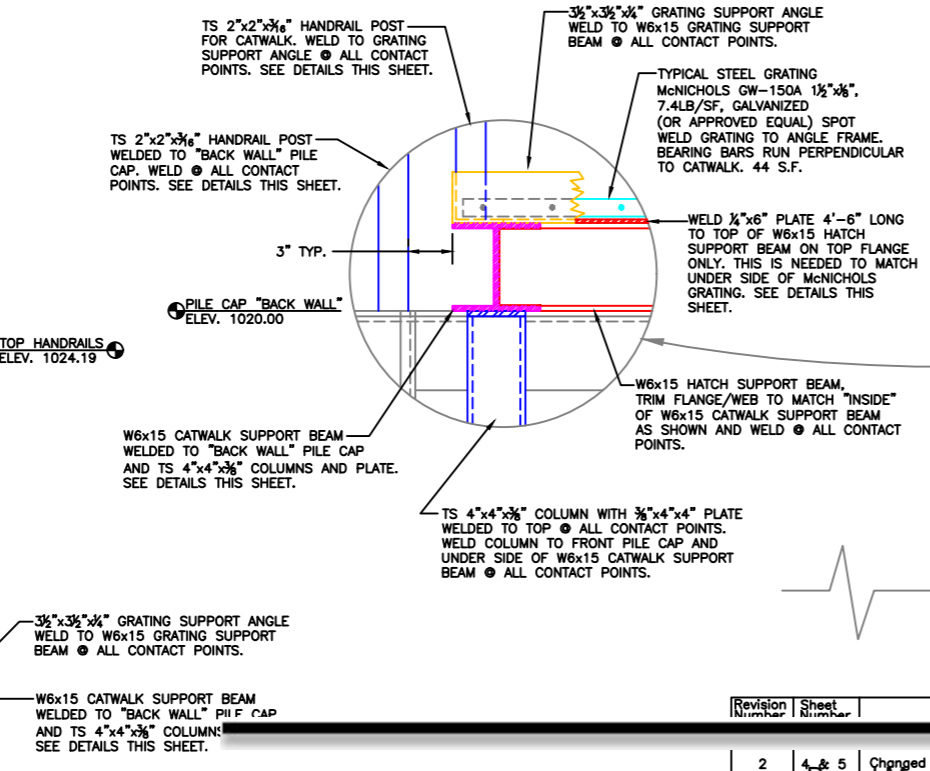 TS 2"x2"x3/16" HANDRAIL POST
FOR CATWALK. WELD TO GRATING
SUPPORT ANGLE @ ALL CONTACT
POINTS. SEE DETAILS THIS SHEET.
3½"x3½"x¼" GRATING SUPPORT ANGLE
WELD TO W6x15 GRATING SUPPORT
BEAM @ ALL CONTACT POINTS.
TYPICAL STEEL GRATING
McNICHOLS GW-150A 1½"x⅛",
7.4LB/SF, GALVANIZED
(OR APPROVED EQUAL) SPOT
WELD GRATING TO ANGLE FRAME.
BEARING BARS RUN PERPENDICULAR
TO CATWALK. 44 S.F.
TS 2"x2"x3/16" HANDRAIL POST
WELDED TO "BACK WALL" PILE
CAP. WELD @ ALL CONTACT
POINTS. SEE DETAILS THIS SHEET.
3" TYP.
WELD ¼"x6" PLATE 4'-6" LONG
TO TOP OF W6x15 HATCH
SUPPORT BEAM ON TOP FLANGE
ONLY. THIS IS NEEDED TO MATCH
UNDER SIDE OF McNICHOLS
GRATING. SEE DETAILS THIS
SHEET.
PILE CAP "BACK WALL"
ELEV. 1020.00
TOP HANDRAILS
ELEV. 1024.19
W6x15 HATCH SUPPORT BEAM,
TRIM FLANGE/WEB TO MATCH "INSIDE"
OF W6x15 CATWALK SUPPORT BEAM
AS SHOWN AND WELD @ ALL CONTACT
POINTS.
W6x15 CATWALK SUPPORT BEAM
WELDED TO "BACK WALL" PILE CAP
AND TS 4"x4"x⅜" COLUMNS AND PLATE.
SEE DETAILS THIS SHEET.
TS 4"x4"x⅜" COLUMN WITH ⅜"x4"x4" PLATE
WELDED TO TOP @ ALL CONTACT POINTS.
WELD COLUMN TO FRONT PILE CAP AND
UNDER SIDE OF W6x15 CATWALK SUPPORT
BEAM @ ALL CONTACT POINTS.
3½"x3½"x¼" GRATING SUPPORT ANGLE
WELD TO W6x15 GRATING SUPPORT
BEAM @ ALL CONTACT POINTS.
W6x15 CATWALK SUPPORT BEAM
WELDED TO "BACK WALL" PILE CAP
AND TS 4"x4"x⅜" COLUMNS
SEE DETAILS THIS SHEET.
Revision Sheet
Number Number
2 4 & 5 Changed